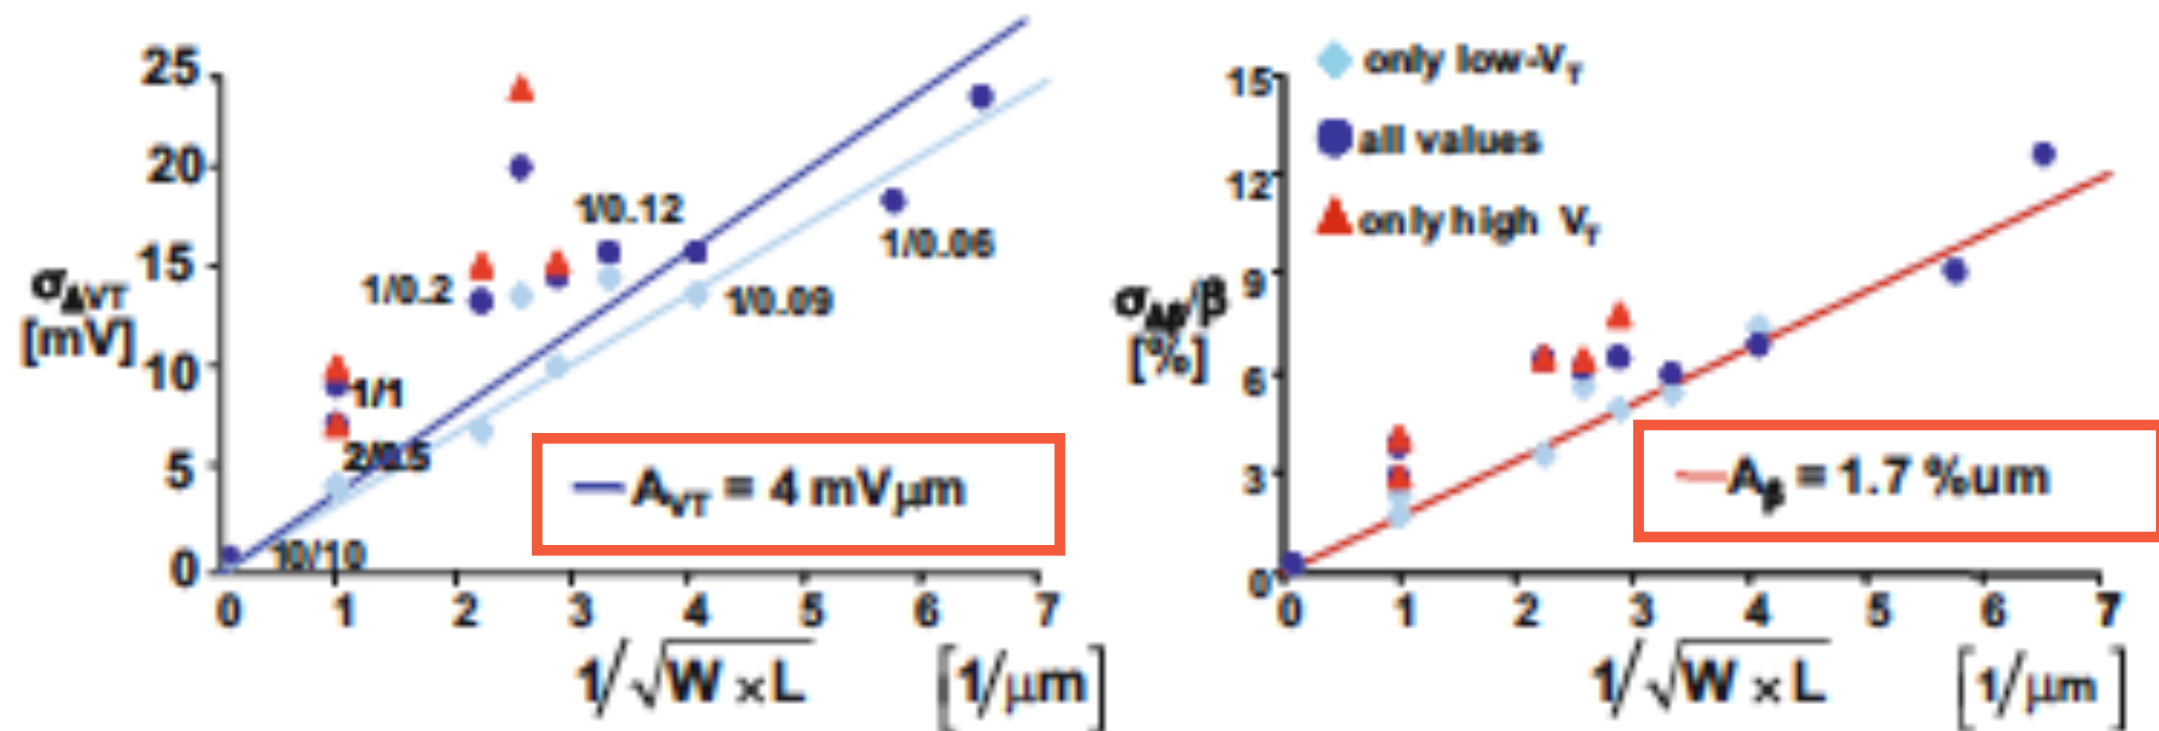 25
20
15
10
5
0
σΔVT
[mV]
1/0.12
1/0.2
1/0.09
1/0.06
1/1
2/0.5
10/10
AVT = 4 mVμm
0 1 2 3 4 5 6 7
1/√W ×L [1/μm]
only low-VT
all values
only high VT
15
12
9
6
3
0
σΔβ/β
[%]
Aβ = 1.7 %um
0 1 2 3 4 5 6 7
1/√W ×L [1/μm]